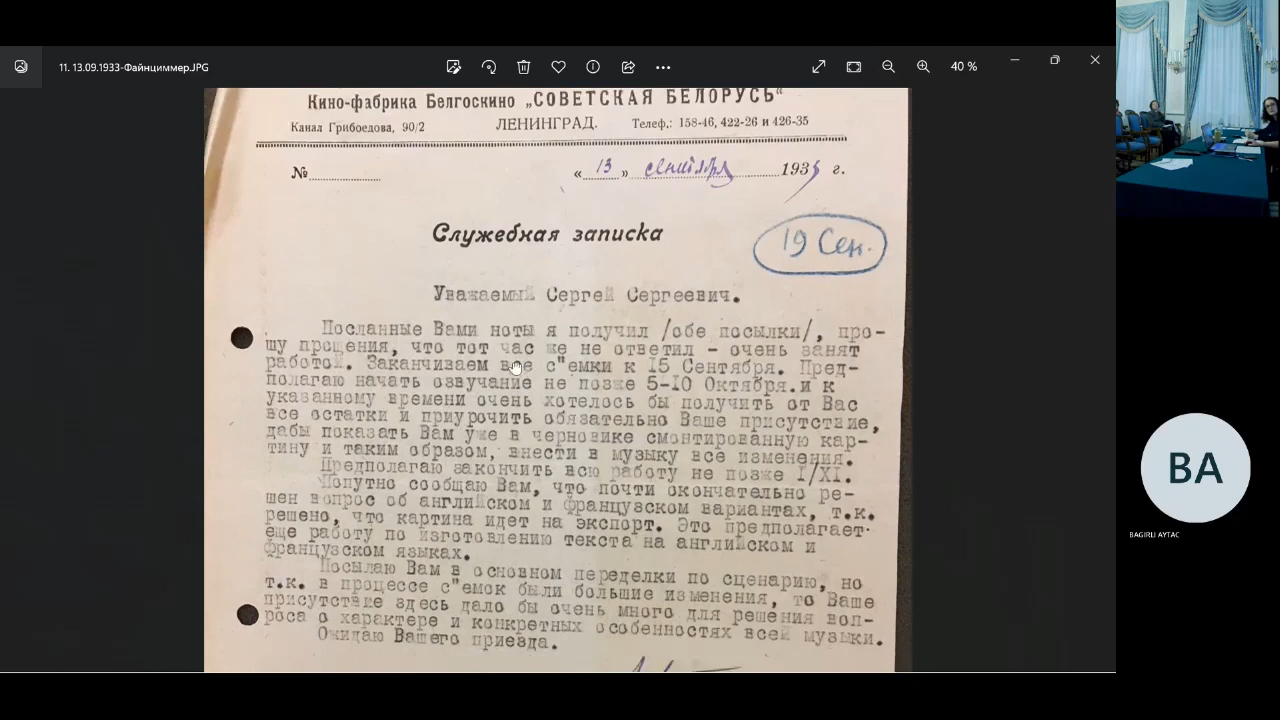 11. 13.09.1933-Файнциммер.JPG
40 %
Кино-фабрика Белгоскино „СОВЕТСКАЯ БЕЛОРУСЬ"
Канал Грибоедова, 90/2 ЛЕНИНГРАД. Телеф.: 158-46, 422-26 и 426-35
№ « 13 » сентября 1933 г.
Служебная записка
19 Сен.
Уважаемый Сергей Сергеевич.
Посланные Вами ноты я получил /обе посылки/, про-
шу прщения, что тот час же не ответил - очень занят
работой. Заканчиваем все с"емки к 15 Сентября. Пред-
полагаю начать озвучание не позже 5-10 Октября.и к
указанному времени очень хотелось бы получить от Вас
все остатки и приурочить обязательно Ваше присутствие,
дабы показать Вам уже в черновике смонтированную кар-
тину и таким образом, внести в музыку все изменения.
Предполагаю закончить всю работу не позже I/XI.
Попутно сообщаю Вам, что почти окончательно ре-
шен вопрос об английском и французском вариантах, т.к.
решено, что картина идет на экспорт. Это предполагает
еще работу по изготовлению текста на английском и
французском языках.
Посылаю Вам в основном переделки по сценарию, но
т.к. в процессе с"емок были большие изменения, то Ваше
присутствие здесь дало бы очень много для решения воп-
роса о характере и конкретных особенностях всей музыки.
Ожидаю Вашего приезда.
BA
BAGIRLI AYTAC